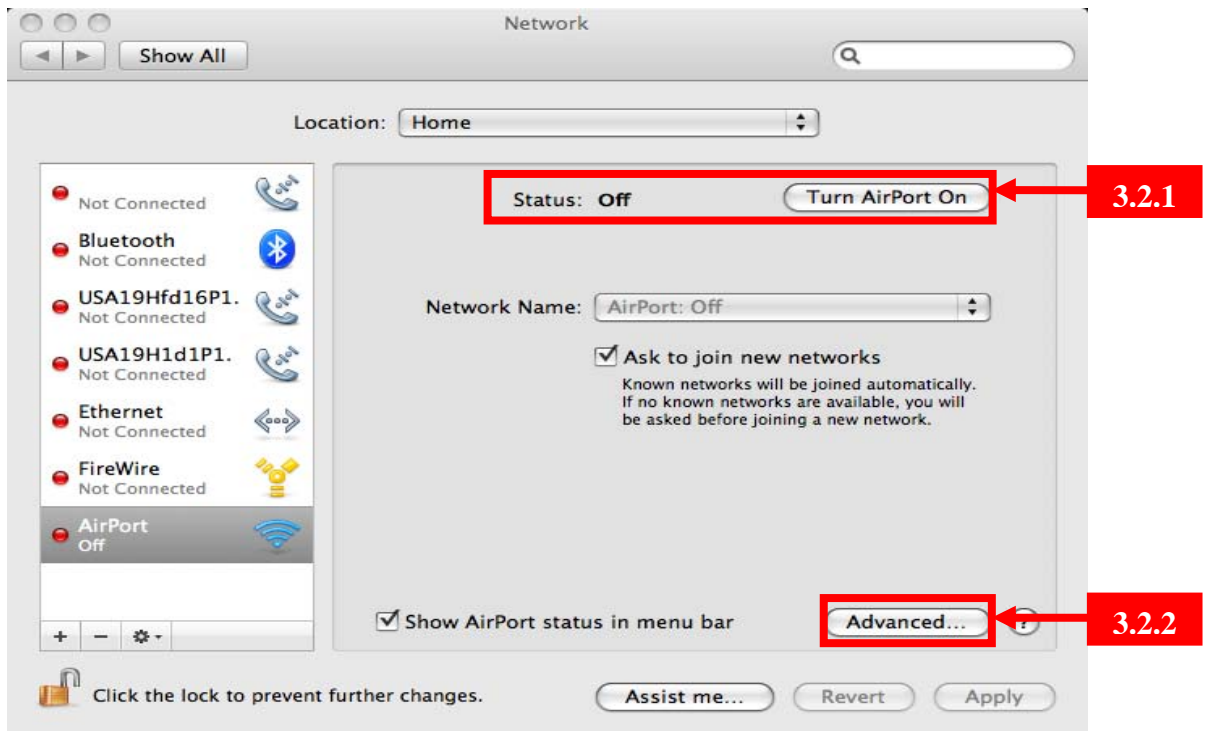 Network
Show All
Location: Home
Not Connected
Bluetooth
Not Connected
USA19Hfd16P1.
Not Connected
USA19H1d1P1.
Not Connected
Ethernet
Not Connected
FireWire
Not Connected
AirPort
Off
+ −
Status: Off Turn AirPort On
3.2.1
Network Name: AirPort: Off
Ask to join new networks
Known networks will be joined automatically.
If no known networks are available, you will
be asked before joining a new network.
Show AirPort status in menu bar Advanced... ?
3.2.2
Click the lock to prevent further changes. Assist me... Revert Apply